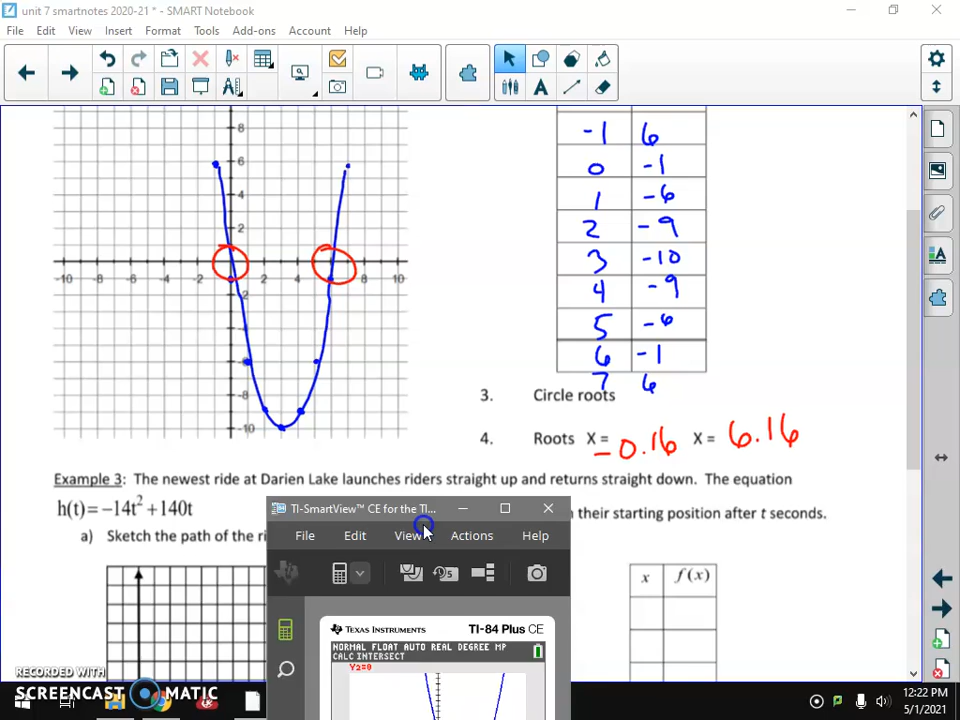 unit 7 smartnotes 2020-21 * - SMART Notebook
File Edit View Insert Format Tools Add-ons Account Help
8
6
4
2
-10 -8 -6 -4 2 4 8 10
-2
-8
-10
-1 6
0 -1
1 -6
2 -9
3 -10
4 -9
5 -6
6 -1
7 6
3. Circle roots
4. Roots X = -0.16 X = 6.16
Example 3: The newest ride at Darien Lake launches riders straight up and returns straight down. The equation
h(t)= −14t² +140t
their starting position after t seconds.
a) Sketch the path of the ri
x f(x)
TI-SmartView™ CE for the TI...
File Edit View Actions Help
TEXAS INSTRUMENTS TI-84 Plus CE
NORMAL FLOAT AUTO REAL DEGREE MP
CALC INTERSECT
Y2=0
RECORDED WITH
SCREENCAST MATIC
12:22 PM
5/1/2021